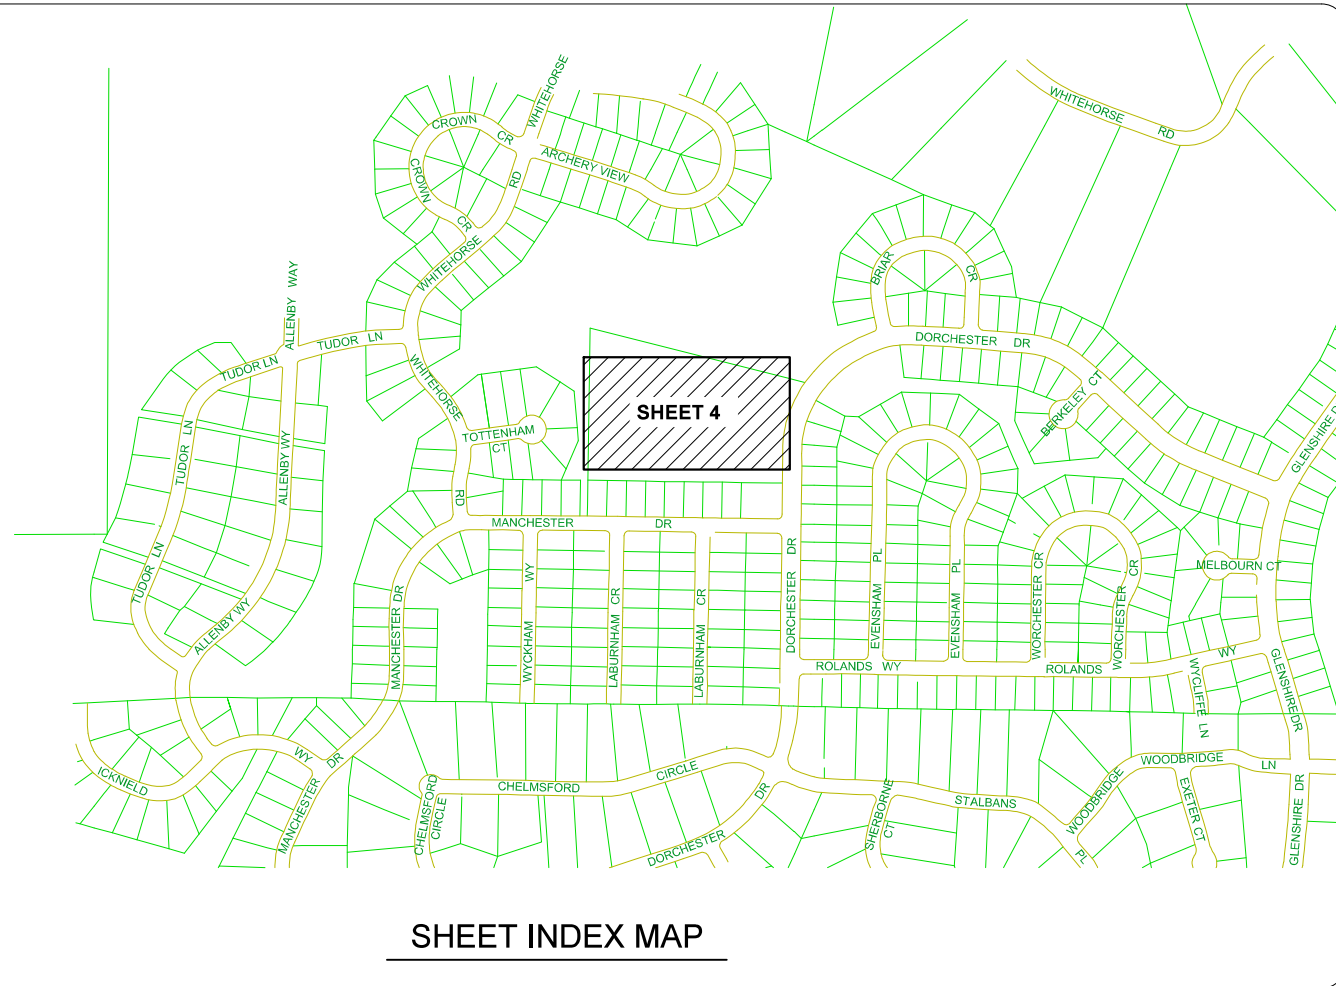 WHITEHORSE
RD
WHITEHORSE
RD
CROWN
CR
CROWN
CR
ARCHERY VIEW
WHITEHORSE
WHITEHORSE
RD
BRIAR
CR
ALLENBY WAY
TUDOR LN
TUDOR LN
TUDOR LN
TUDOR LN
ALLENBY WY
ALLENBY WY
DORCHESTER DR
BERKELEY CT
GLENSHIRE D
SHEET 4
TOTTENHAM
CT
MANCHESTER DR
MANCHESTER DR
WYCKHAM WY
LABURNHAM CR
LABURNHAM CR
DORCHESTER DR
EVENSHAM PL
EVENSHAM PL
WORCHESTER CR
WORCHESTER CR
MELBOURN CT
ROLANDS WY
ROLANDS WY
WYCLIFFE LN
GLENSHIRE DR
ICKNIELD WY
MANCHESTER DR
CHELMSFORD
CIRCLE
CHELMSFORD CIRCLE
DORCHESTER DR
SHERBORNE
CT
STALBANS PL
WOODBRIDGE
WOODBRIDGE LN
EXETER CT
GLENSHIRE DR
SHEET INDEX MAP